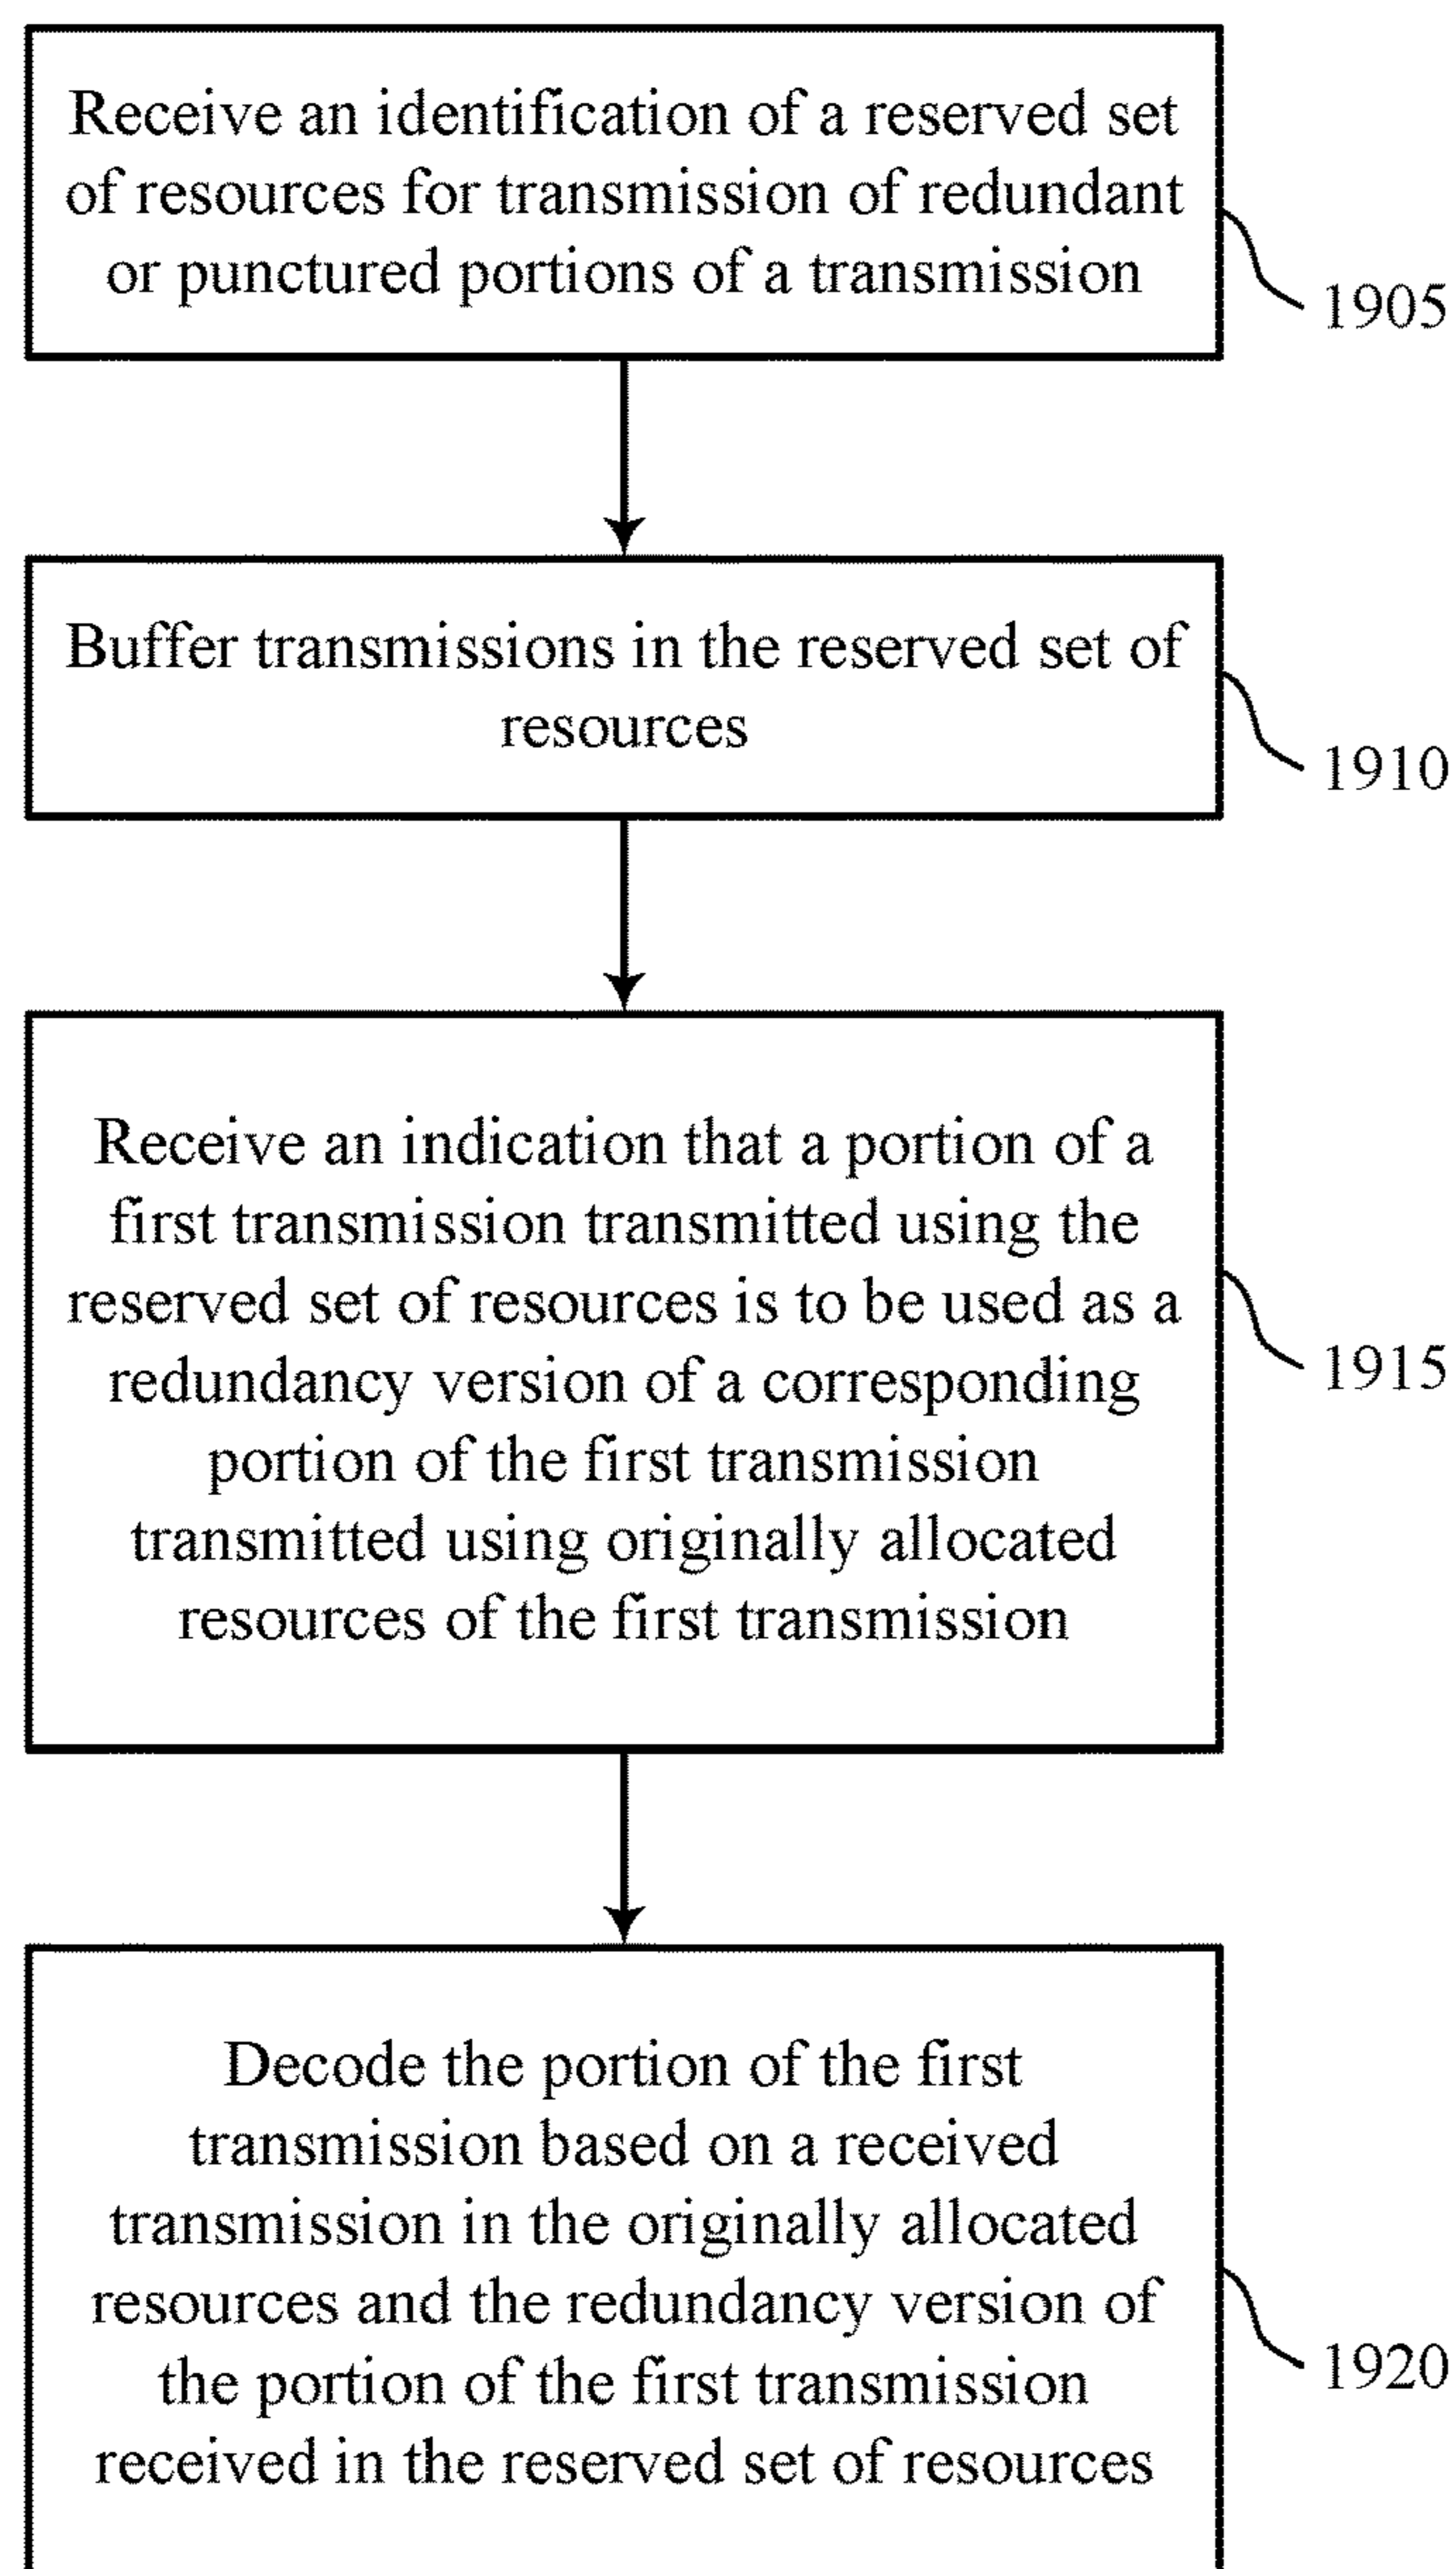 Receive an identification of a reserved set
of resources for transmission of redundant
or punctured portions of a transmission
1905
Buffer transmissions in the reserved set of
resources
1910
Receive an indication that a portion of a
first transmission transmitted using the
reserved set of resources is to be used as a
redundancy version of a corresponding
portion of the first transmission
transmitted using originally allocated
resources of the first transmission
1915
Decode the portion of the first
transmission based on a received
transmission in the originally allocated
resources and the redundancy version of
the portion of the first transmission
received in the reserved set of resources
1920